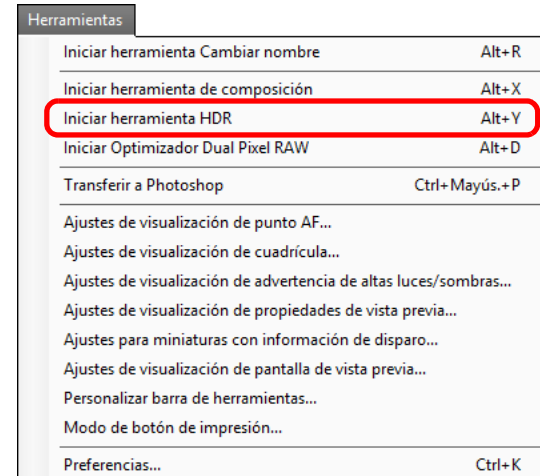 Herramientas
Iniciar herramienta Cambiar nombre Alt+R
Iniciar herramienta de composición Alt+X
Iniciar herramienta HDR Alt+Y
Iniciar Optimizador Dual Pixel RAW Alt+D
Transferir a Photoshop Ctrl+Mayús.+P
Ajustes de visualización de punto AF...
Ajustes de visualización de cuadrícula...
Ajustes de visualización de advertencia de altas luces/sombras...
Ajustes de visualización de propiedades de vista previa...
Ajustes para miniaturas con información de disparo...
Ajustes de visualización de pantalla de vista previa...
Personalizar barra de herramientas...
Modo de botón de impresión...
Preferencias... Ctrl+K